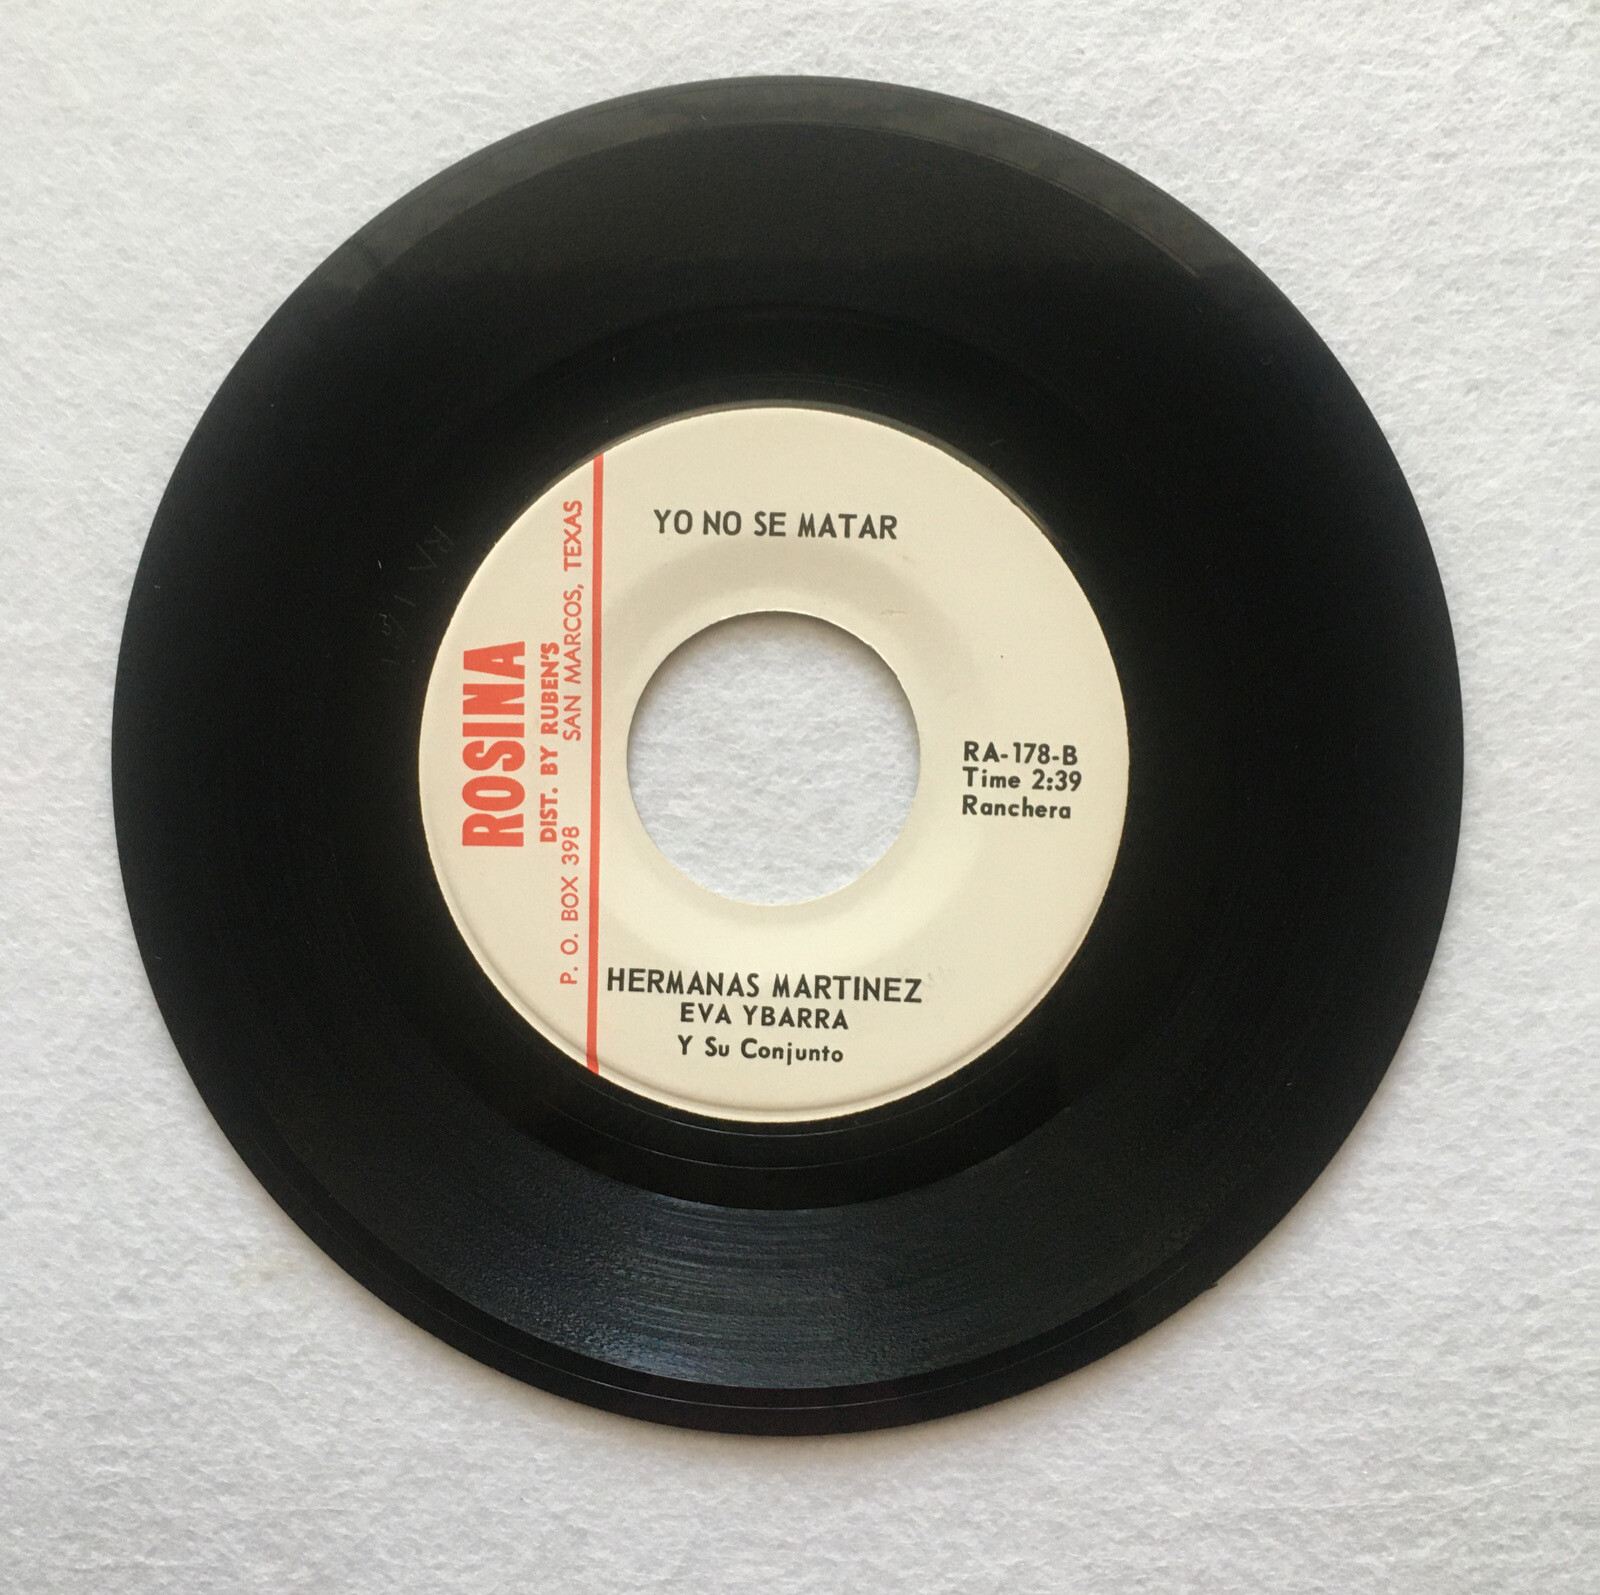 YO NO SE MATAR
ROSINA
DIST. BY RUBEN'S
P. O. BOX 398 SAN MARCOS, TEXAS
RA-178-B
Time 2:39
Ranchera
HERMANAS MARTINEZ
EVA YBARRA
Y Su Conjunto